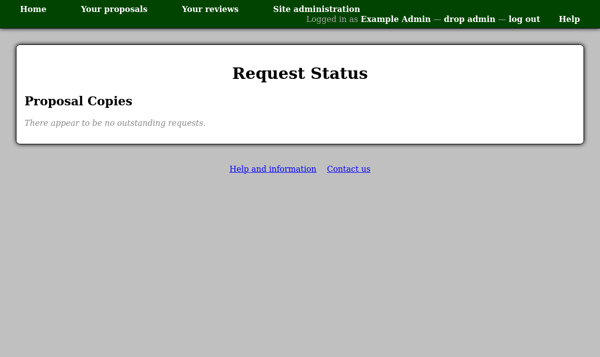 Home Your proposals Your reviews Site administration
Logged in as Example Admin — drop admin — log out Help
Request Status
Proposal Copies
There appear to be no outstanding requests.
Help and information Contact us